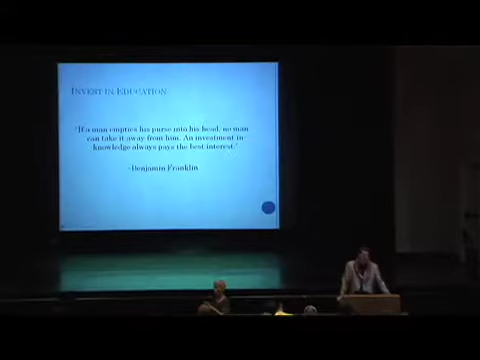 INVEST IN EDUCATION
"If a man empties his purse into his head, no man
can take it away from him. An investment in
knowledge always pays the best interest."
-Benjamin Franklin